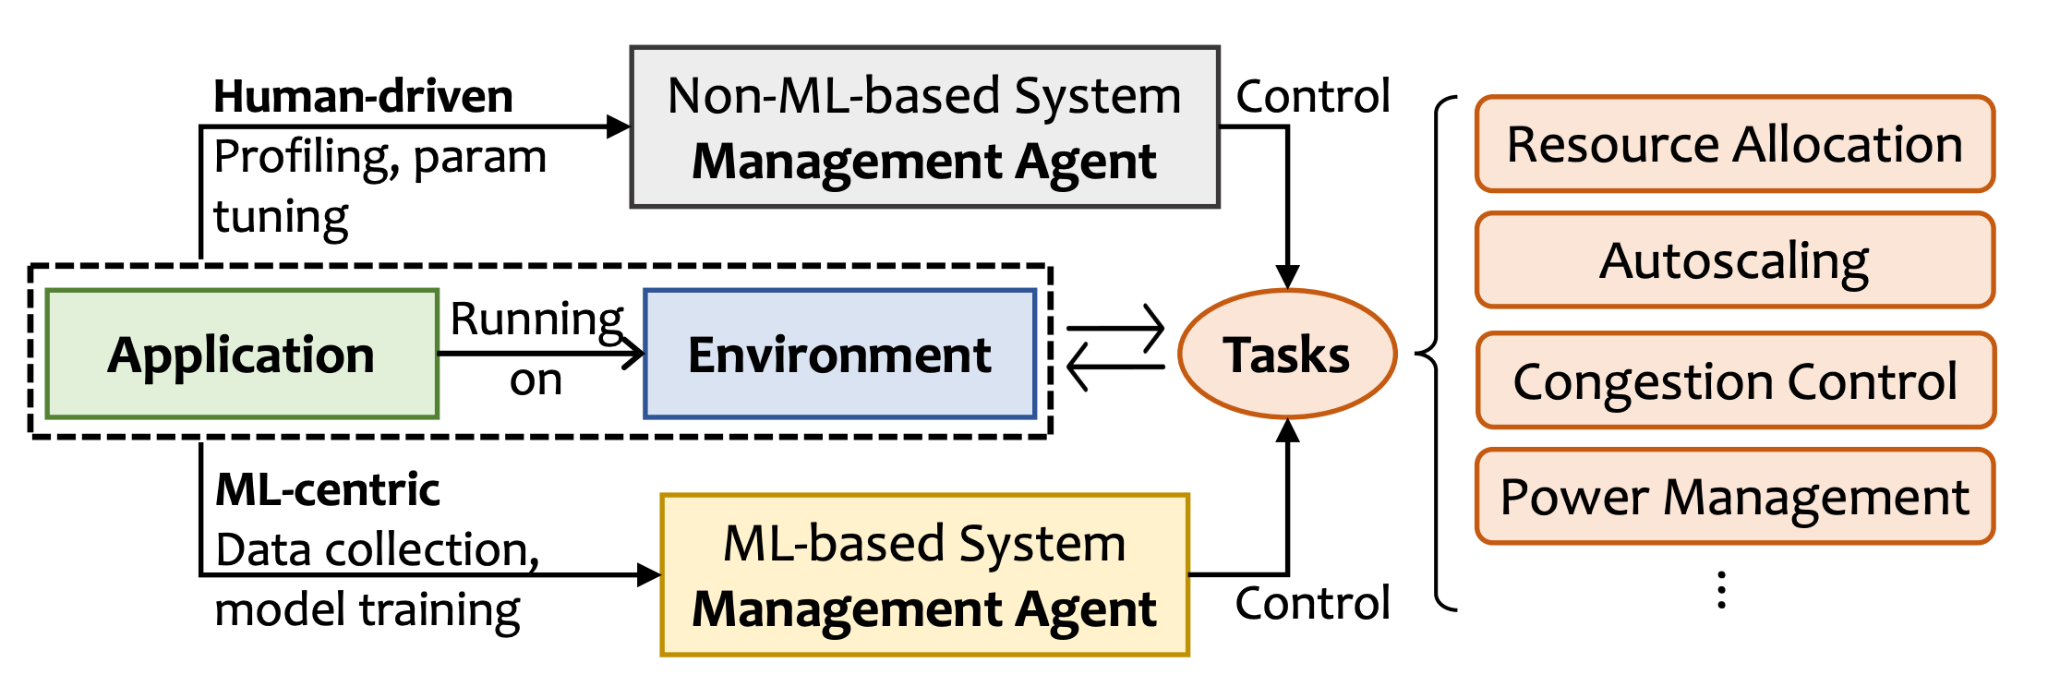 Human-driven
Profiling, param
tuning
Non-ML-based System
Management Agent
Control
Application
Running
on
Environment
Tasks
ML-centric
Data collection,
model training
ML-based System
Management Agent
Control
Resource Allocation
Autoscaling
Congestion Control
Power Management
⋮